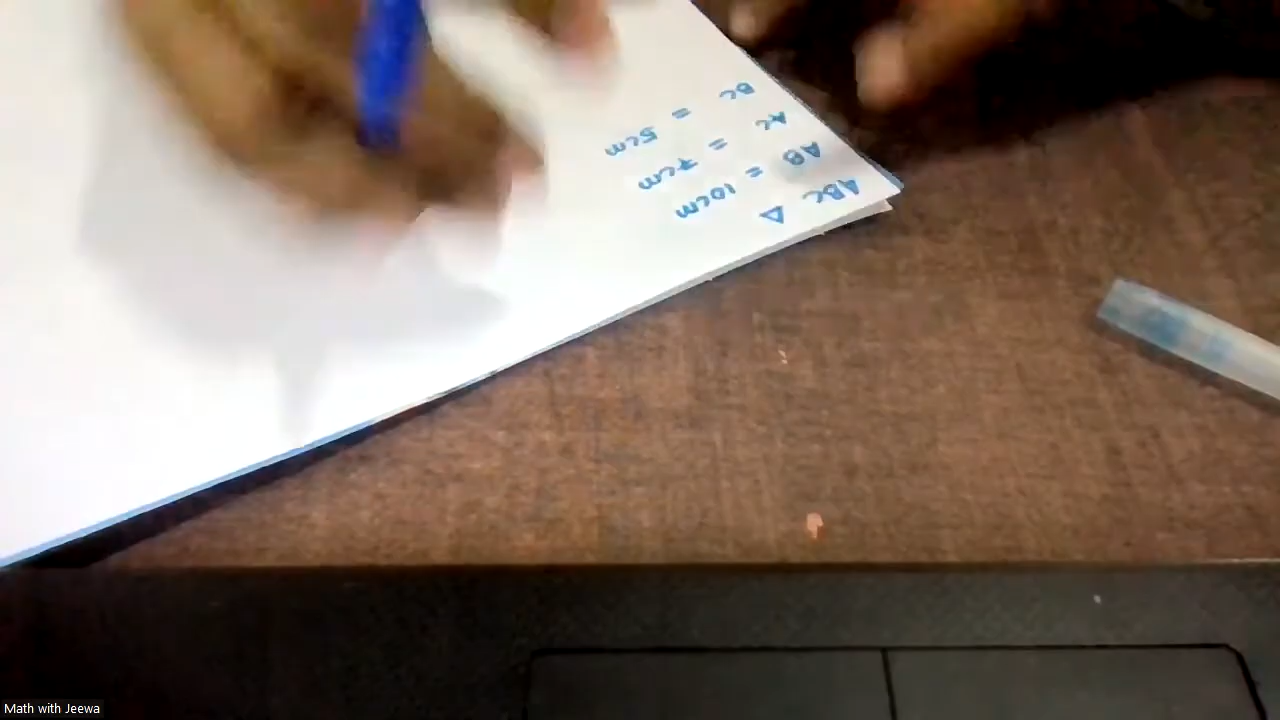 ABC △
AB = 10cm
AC = 7cm
BC = 5cm
Math with Jeewa